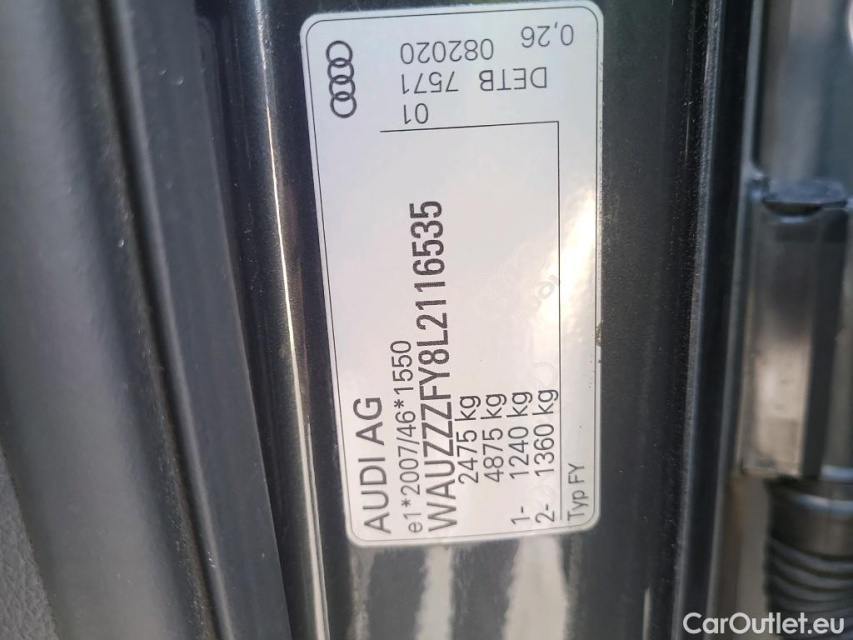 AUDI AG
e1*2007/46*1550
WAUZZZFY8L2116535
2475 kg
4875 kg
1- 1240 kg
2- 1360 kg
Typ FY
01
DETB 7571
082020 0,26
CarOutlet.eu